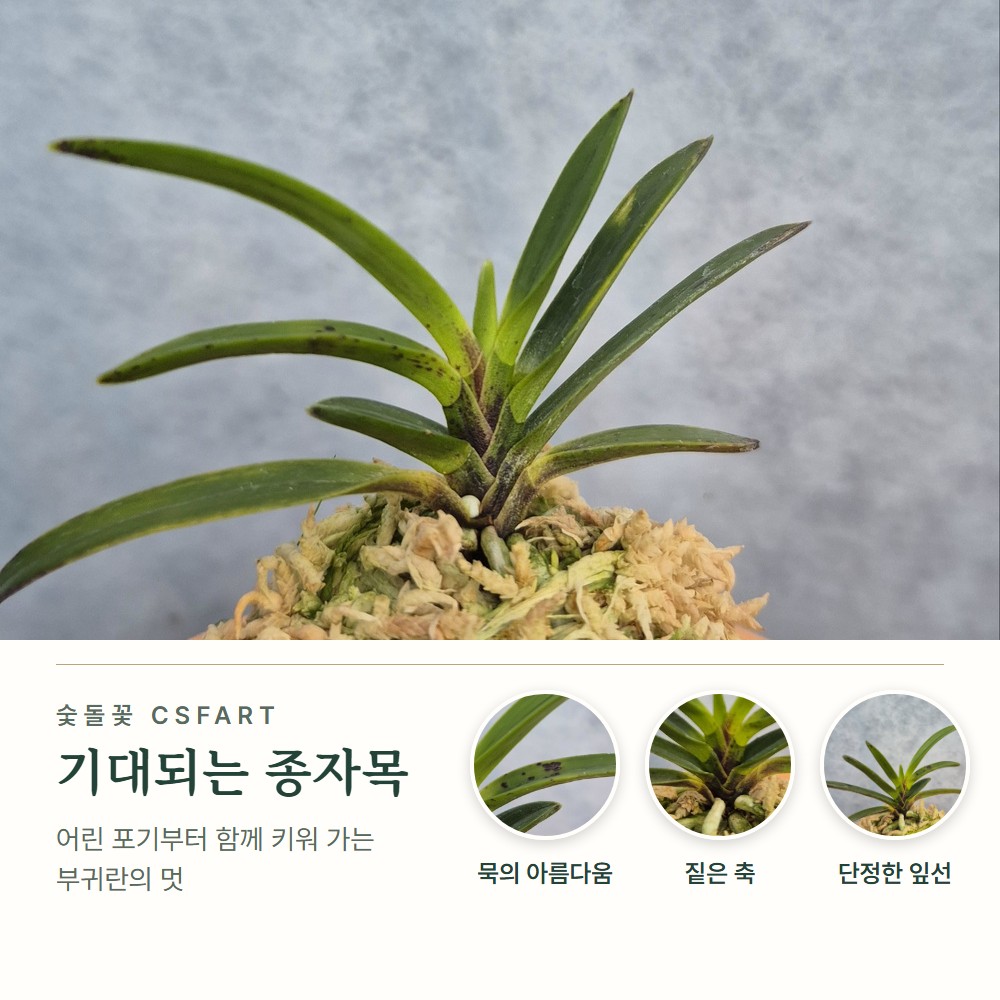 숯돌꽃 CSFART
기대되는 종자목
어린 포기부터 함께 키워 가는
부귀란의 멋
묵의 아름다움
짙은 축
단정한 잎선